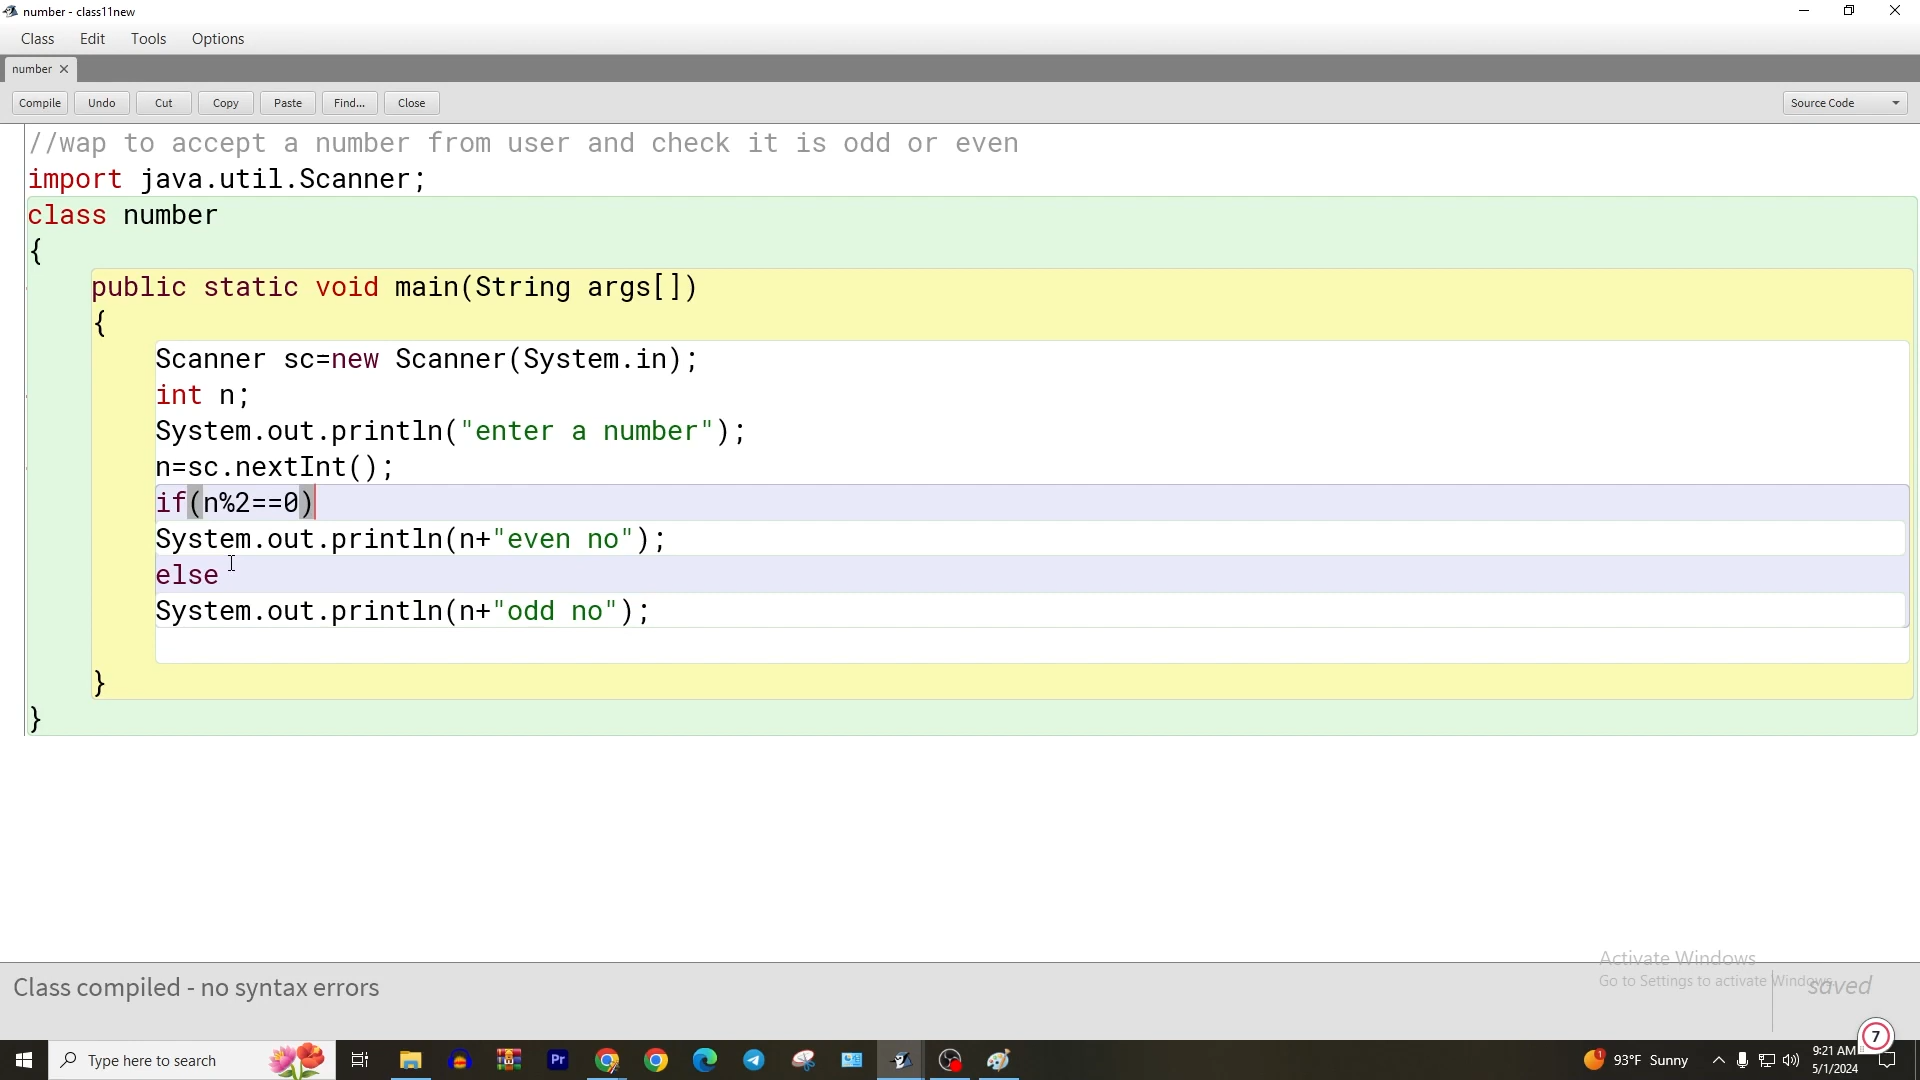 number - class11new
Class Edit Tools Options
number
Compile Undo Cut Copy Paste Find... Close Source Code
//wap to accept a number from user and check it is odd or even
import java.util.Scanner;
class number
{
public static void main(String args[])
{
Scanner sc=new Scanner(System.in);
int n;
System.out.println("enter a number");
n=sc.nextInt();
if(n%2==0)
System.out.println(n+"even no");
else
System.out.println(n+"odd no");
}
}
Activate Windows
Go to Settings to activate Windows.
Class compiled - no syntax errors
saved
7
Type here to search
Pr
1
93°F Sunny
9:21 AM
5/1/2024